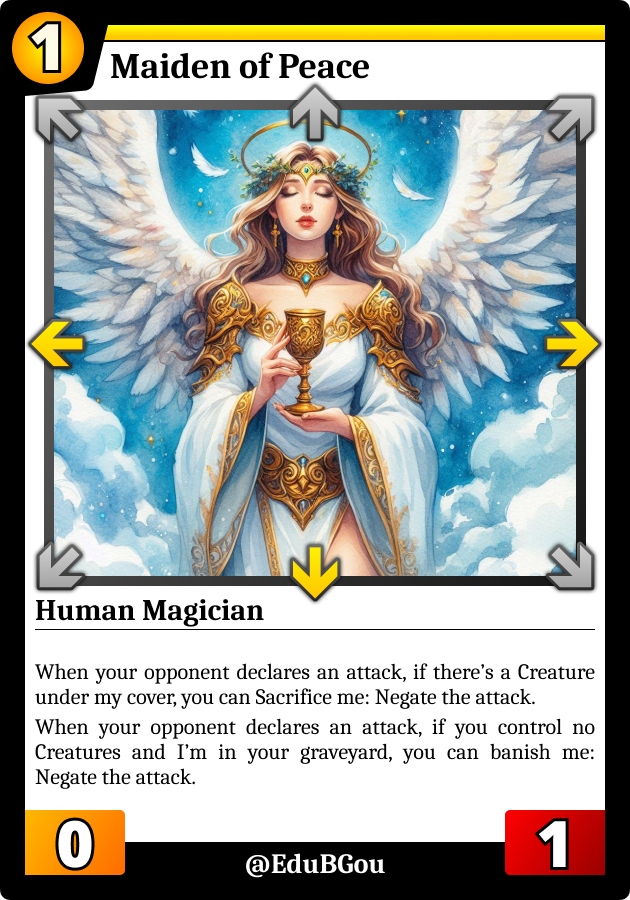 1
Maiden of Peace
Human Magician
When your opponent declares an attack, if there’s a Creature
under my cover, you can Sacrifice me: Negate the attack.
When your opponent declares an attack, if you control no
Creatures and I’m in your graveyard, you can banish me:
Negate the attack.
0
@EduBGou
1